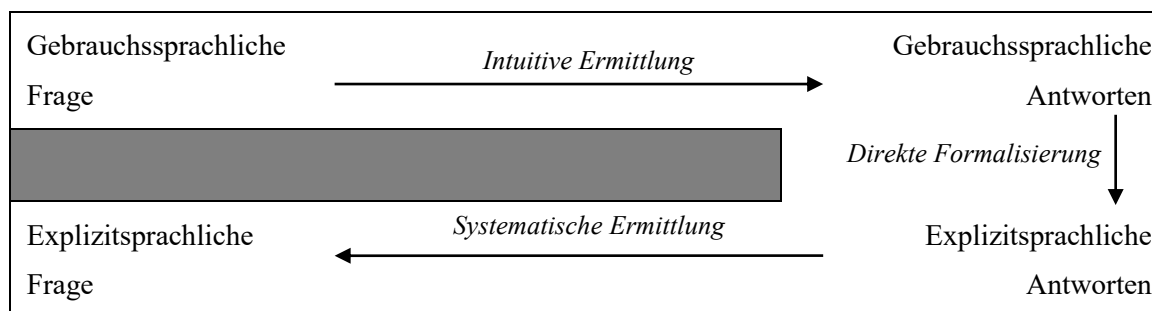 Gebrauchssprachliche
Frage
Intuitive Ermittlung
Gebrauchssprachliche
Antworten
Direkte Formalisierung
Explizitsprachliche
Frage
Systematische Ermittlung
Explizitsprachliche
Antworten